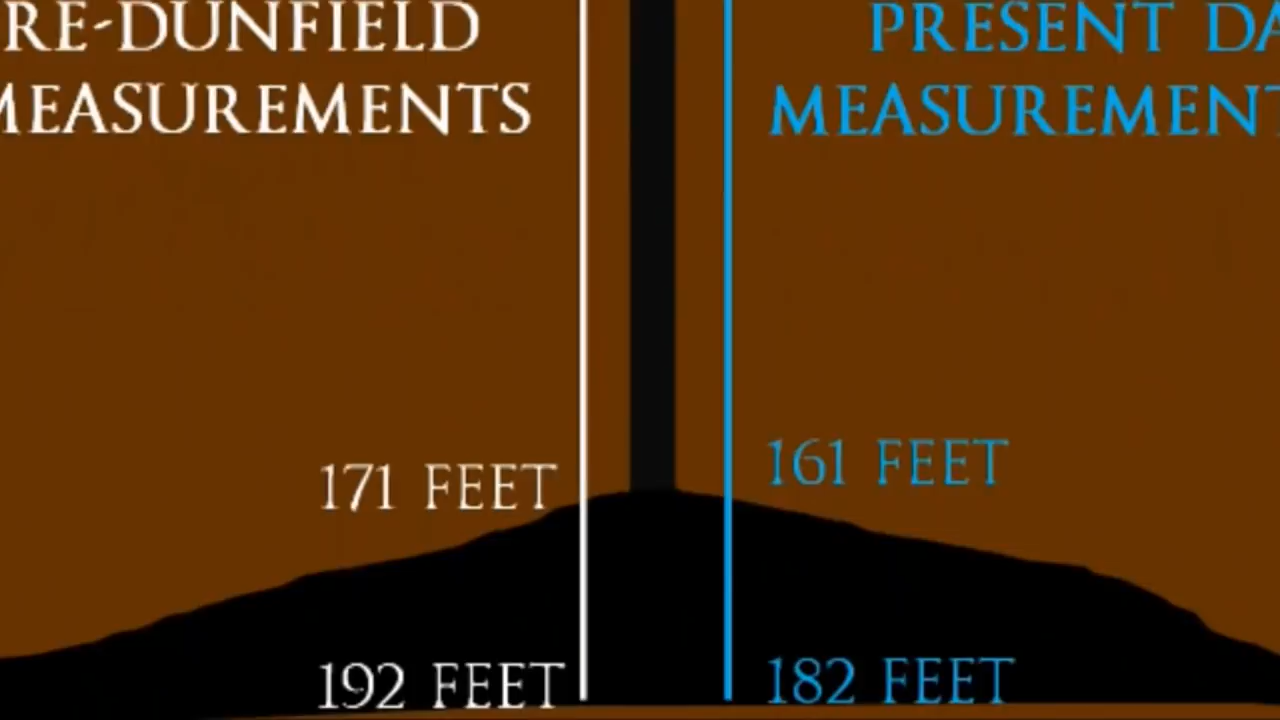 RE-DUNFIELD
MEASUREMENTS
171 FEET
192 FEET
PRESENT DA
MEASUREMENT
161 FEET
182 FEET